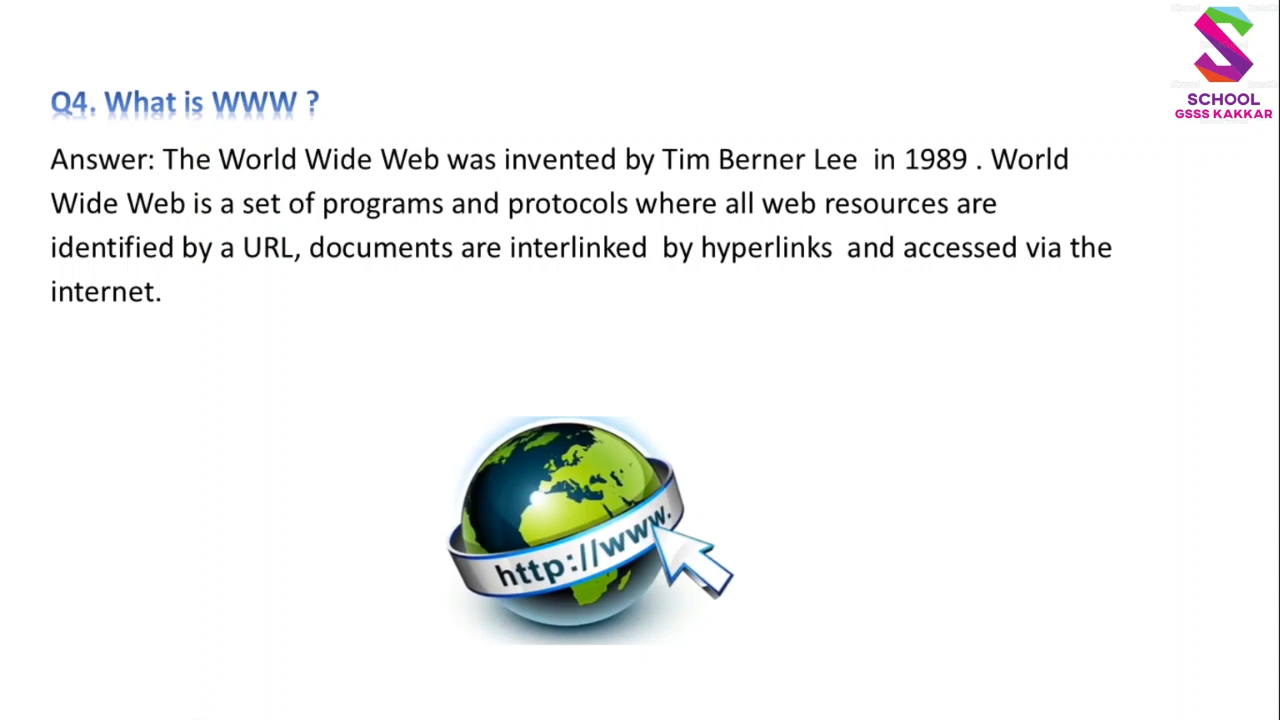 SCHOOL
GSSS KAKKAR
Q4. What is WWW ?
Answer: The World Wide Web was invented by Tim Berner Lee  in 1989 . World
Wide Web is a set of programs and protocols where all web resources are
identified by a URL, documents are interlinked  by hyperlinks  and accessed via the
internet.
http://www.